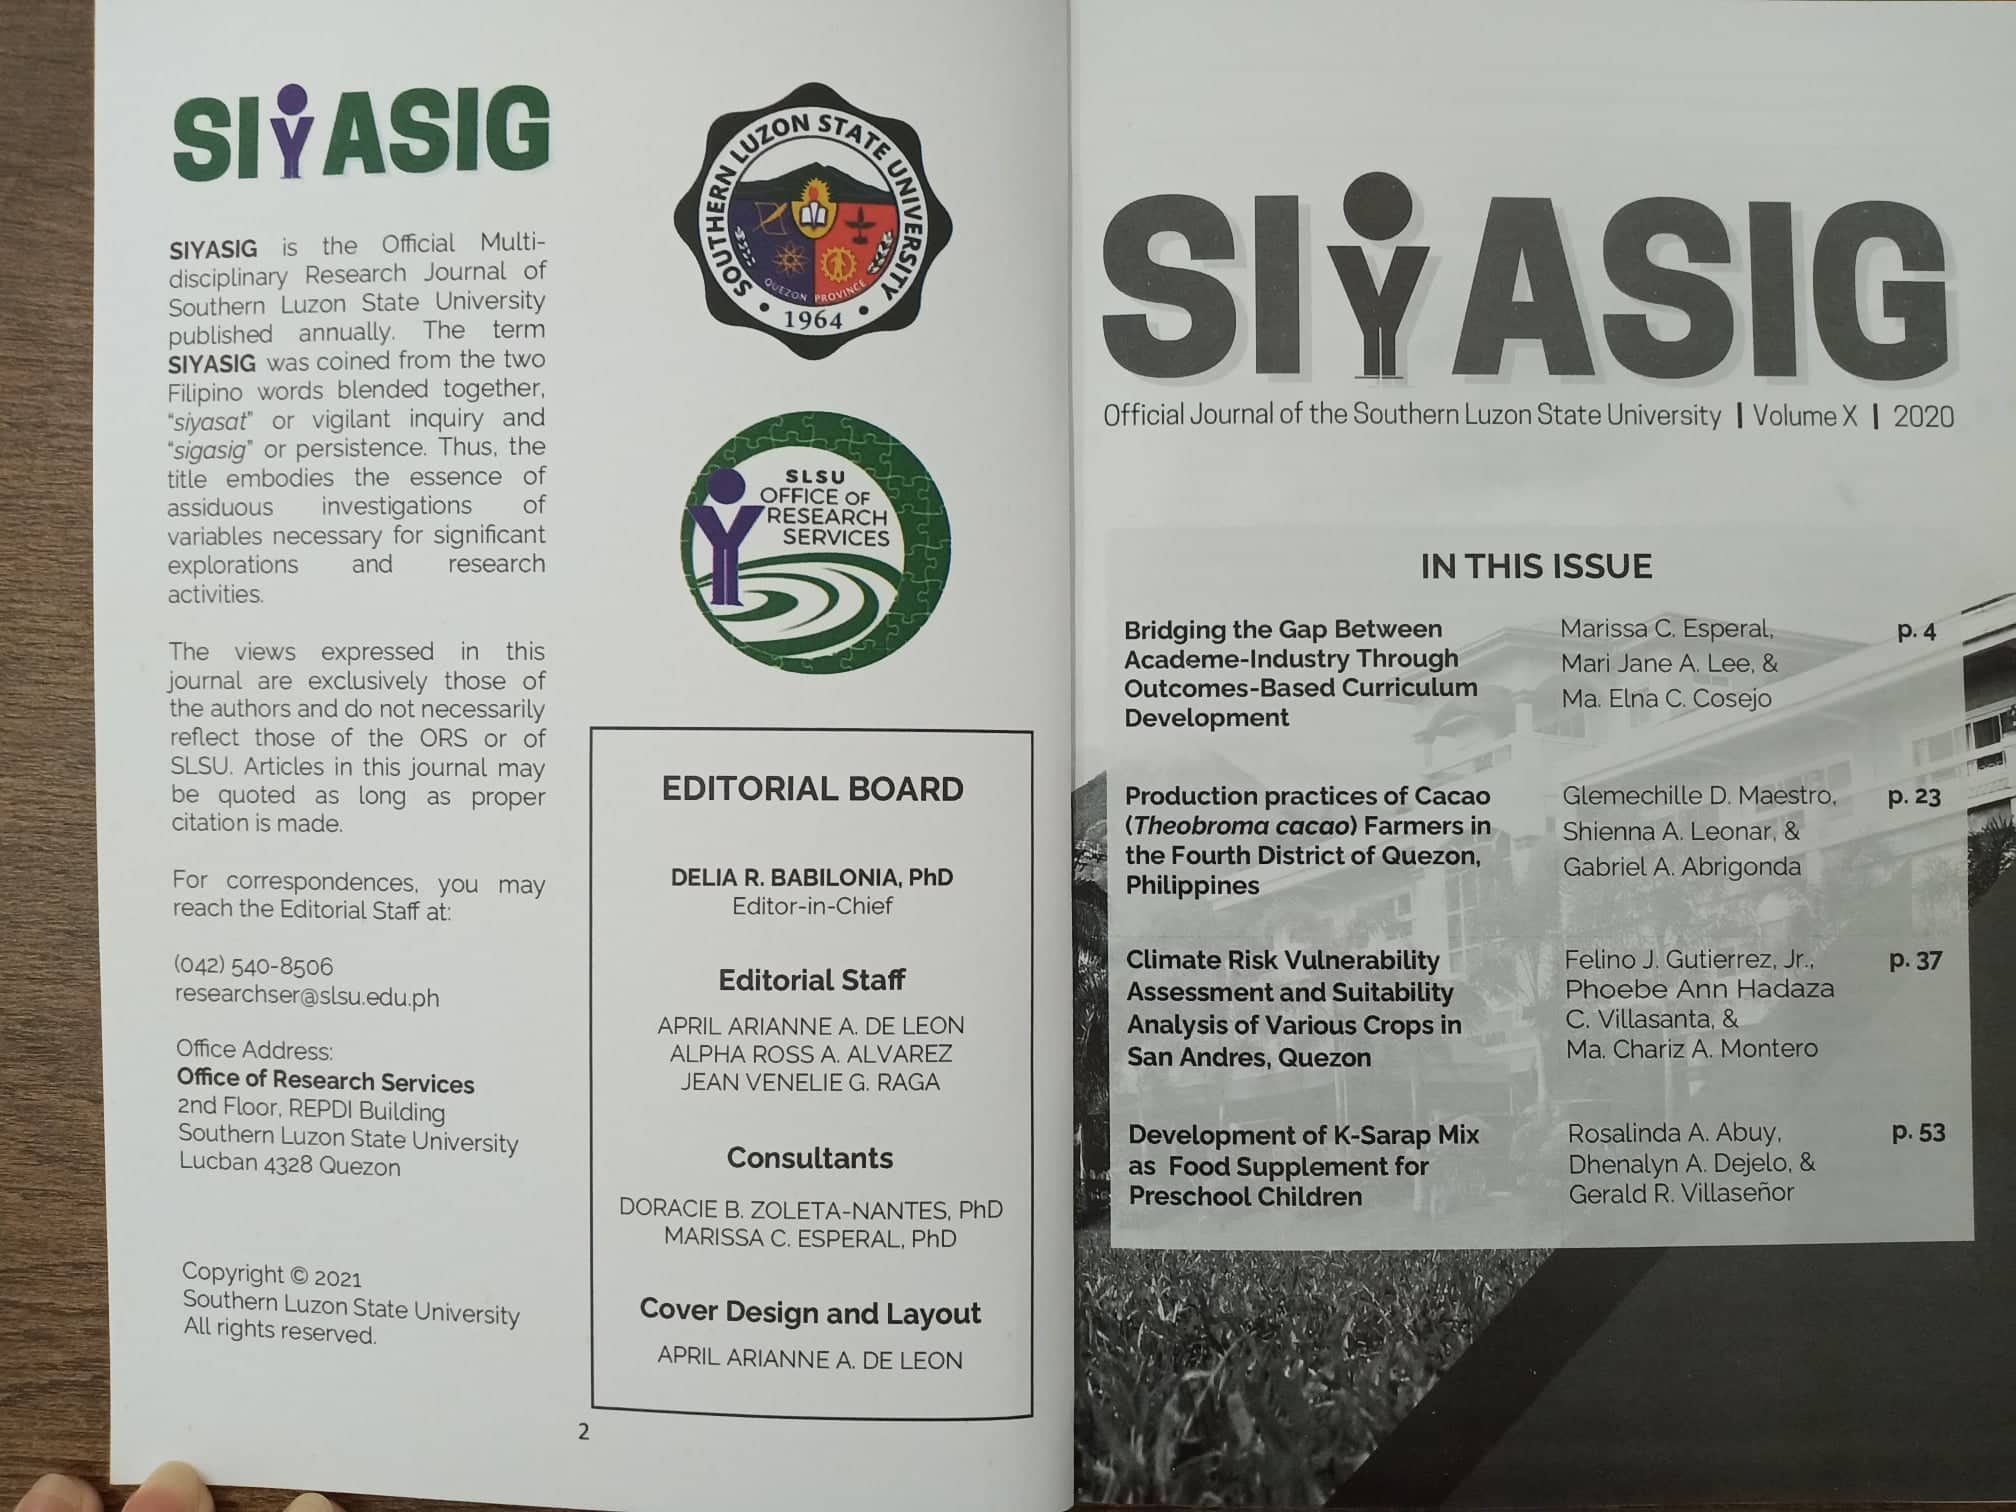 SIYASIG
SIYASIG is the Official Multi-
disciplinary Research Journal of
Southern Luzon State University
published annually. The term
SIYASIG was coined from the two
Filipino words blended together,
"siyasat" or vigilant inquiry and
"sigasig" or persistence. Thus, the
title embodies the essence of
assiduous investigations of
variables necessary for significant
explorations and research
activities.
The views expressed in this
journal are exclusively those of
the authors and do not necessarily
reflect those of the ORS or of
SLSU. Articles in this journal may
be quoted as long as proper
citation is made.
For correspondences, you may
reach the Editorial Staff at:
(042) 540-8506
researchser@slsu.edu.ph
Office Address:
Office of Research Services
2nd Floor, REPDI Building
Southern Luzon State University
Lucban 4328 Quezon
Copyright © 2021
Southern Luzon State University
All rights reserved.
SOUTHERN LUZON STATE UNIVERSITY
QUEZON PROVINCE
• 1964 •
SLSU
OFFICE OF
RESEARCH
SERVICES
EDITORIAL BOARD
DELIA R. BABILONIA, PhD
Editor-in-Chief
Editorial Staff
APRIL ARIANNE A. DE LEON
ALPHA ROSS A. ALVAREZ
JEAN VENELIE G. RAGA
Consultants
DORACIE B. ZOLETA-NANTES, PhD
MARISSA C. ESPERAL, PhD
Cover Design and Layout
APRIL ARIANNE A. DE LEON
2
SIYASIG
Official Journal of the Southern Luzon State University | Volume X | 2020
IN THIS ISSUE
Bridging the Gap Between
Academe-Industry Through
Outcomes-Based Curriculum
Development
Marissa C. Esperal,
Mari Jane A. Lee, &
Ma. Elna C. Cosejo
p. 4
Production practices of Cacao
(Theobroma cacao) Farmers in
the Fourth District of Quezon,
Philippines
Glemechille D. Maestro,
Shienna A. Leonar, &
Gabriel A. Abrigonda
p. 23
Climate Risk Vulnerability
Assessment and Suitability
Analysis of Various Crops in
San Andres, Quezon
Felino J. Gutierrez, Jr.,
Phoebe Ann Hadaza
C. Villasanta, &
Ma. Chariz A. Montero
p. 37
Development of K-Sarap Mix
as Food Supplement for
Preschool Children
Rosalinda A. Abuy,
Dhenalyn A. Dejelo, &
Gerald R. Villaseñor
p. 53